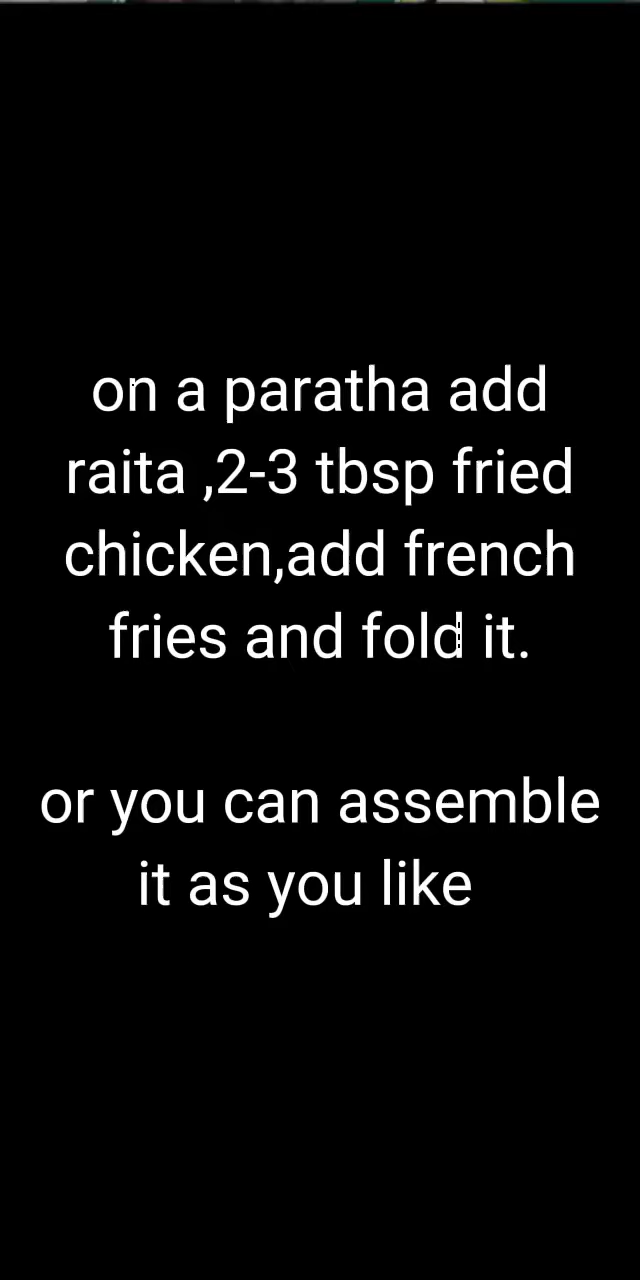 on a paratha add
raita ,2-3 tbsp fried
chicken,add french
fries and fold it.
or you can assemble
it as you like